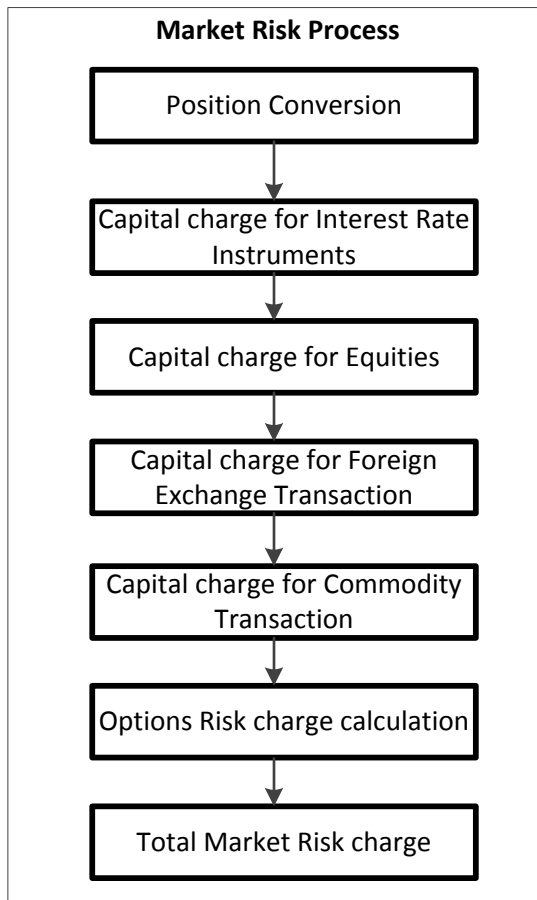 Market Risk Process
Position Conversion
Capital charge for Interest Rate
Instruments
Capital charge for Equities
Capital charge for Foreign
Exchange Transaction
Capital charge for Commodity
Transaction
Options Risk charge calculation
Total Market Risk charge